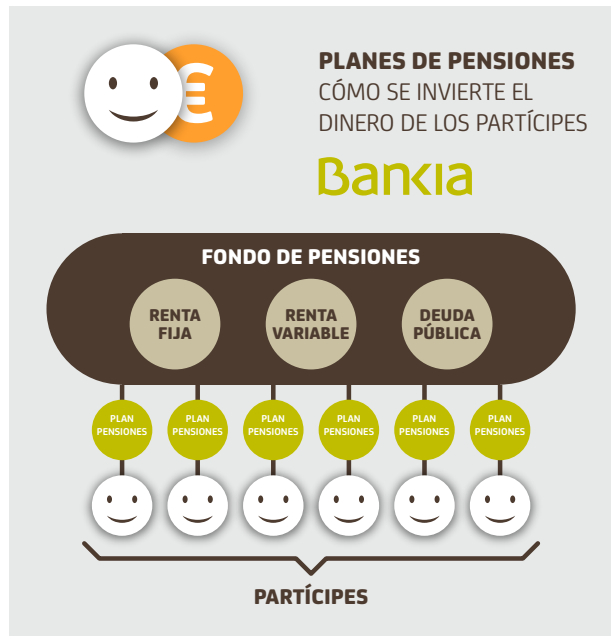 PLANES DE PENSIONES
CÓMO SE INVIERTE EL
DINERO DE LOS PARTÍCIPES
Bankia
€
FONDO DE PENSIONES
RENTA
FIJA
RENTA
VARIABLE
DEUDA
PÚBLICA
PLAN
PENSIONES
PLAN
PENSIONES
PLAN
PENSIONES
PLAN
PENSIONES
PLAN
PENSIONES
PLAN
PENSIONES
PARTÍCIPES